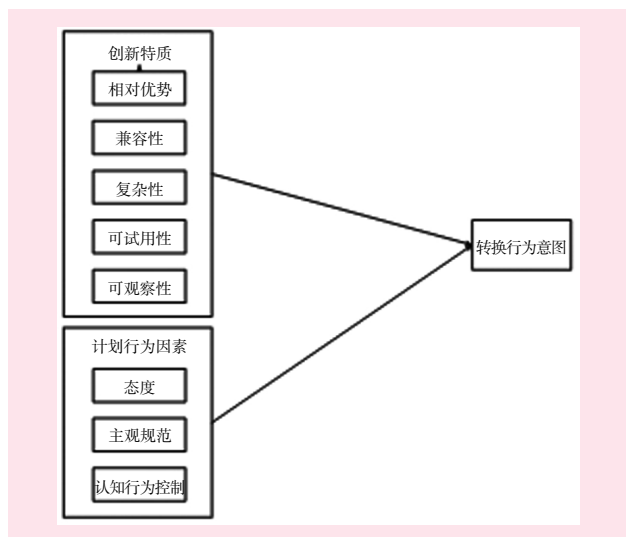 创新特质
相对优势
兼容性
复杂性
可试用性
可观察性
转换行为意图
计划行为因素
态度
主观规范
认知行为控制